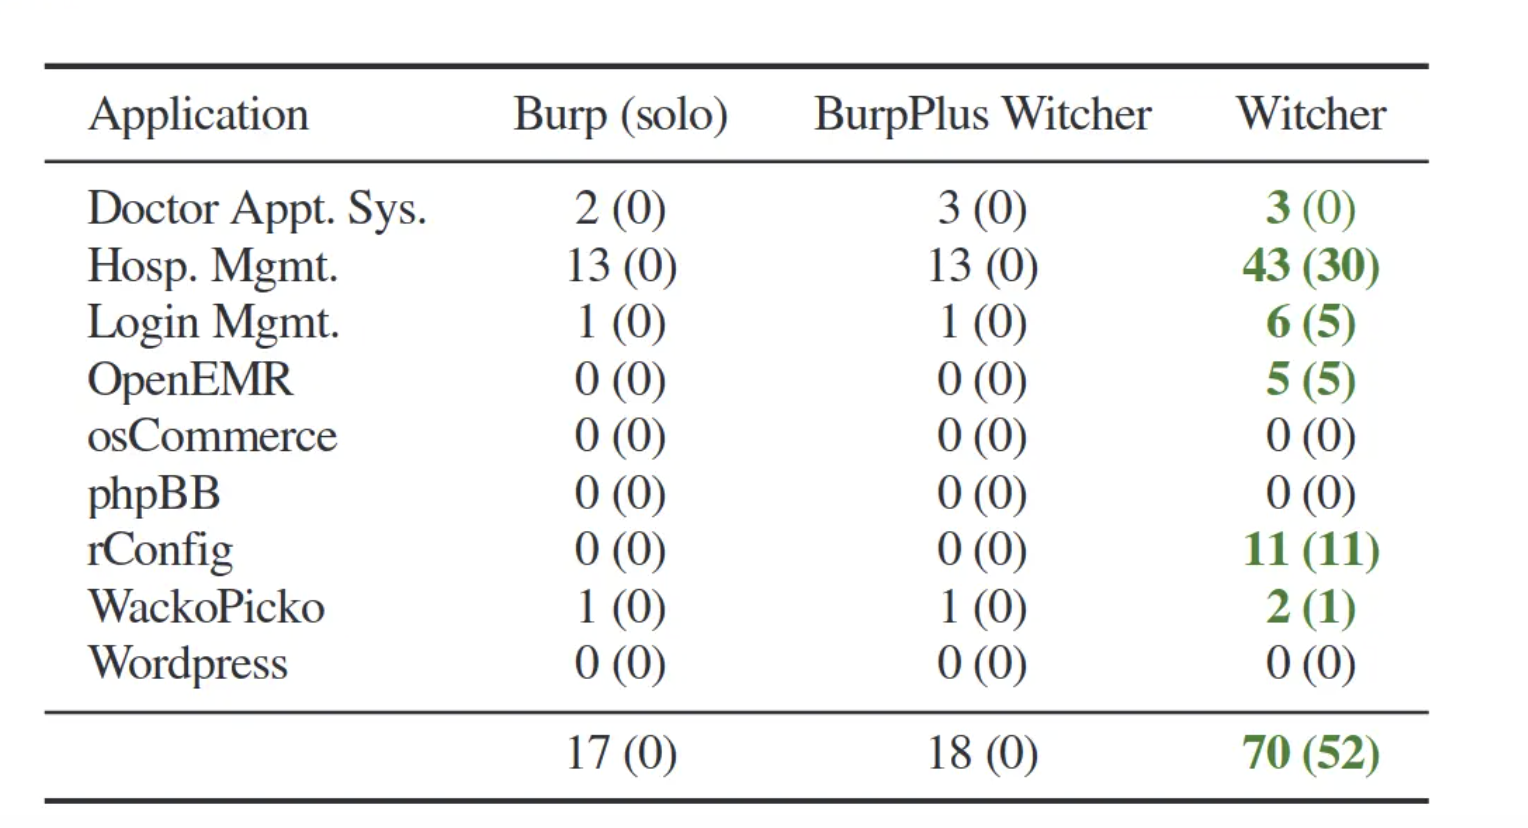 Application Burp (solo) BurpPlus Witcher Witcher
Doctor Appt. Sys. 2 (0) 3 (0) 3 (0)
Hosp. Mgmt. 13 (0) 13 (0) 43 (30)
Login Mgmt. 1 (0) 1 (0) 6 (5)
OpenEMR 0 (0) 0 (0) 5 (5)
osCommerce 0 (0) 0 (0) 0 (0)
phpBB 0 (0) 0 (0) 0 (0)
rConfig 0 (0) 0 (0) 11 (11)
WackoPicko 1 (0) 1 (0) 2 (1)
Wordpress 0 (0) 0 (0) 0 (0)
17 (0) 18 (0) 70 (52)